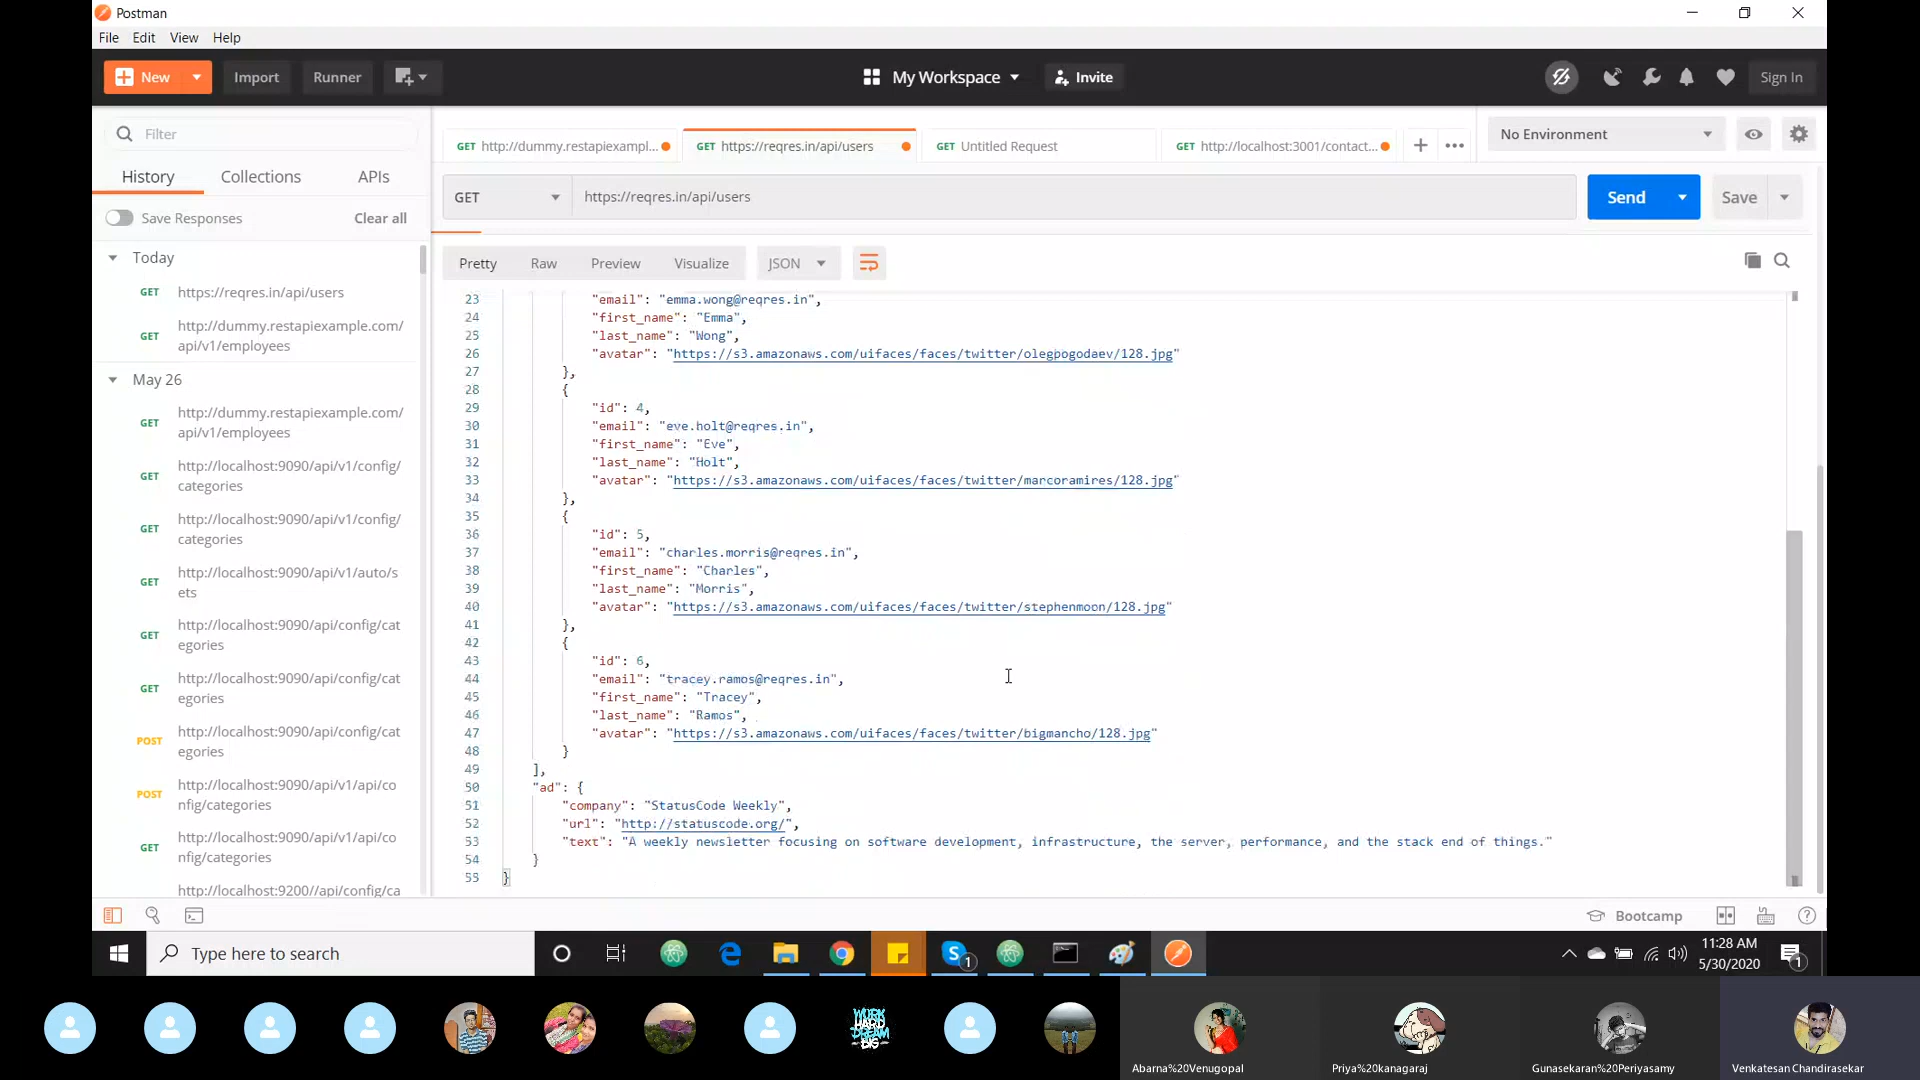 Postman
File Edit View Help
New Import Runner My Workspace Invite Sign In
Filter
History Collections APIs
Save Responses Clear all
Today
GET https://reqres.in/api/users
GET http://dummy.restapiexample.com/
api/v1/employees
May 26
GET http://dummy.restapiexample.com/
api/v1/employees
GET http://localhost:9090/api/v1/config/
categories
GET http://localhost:9090/api/v1/config/
categories
GET http://localhost:9090/api/v1/auto/s
ets
GET http://localhost:9090/api/config/cat
egories
GET http://localhost:9090/api/config/cat
egories
POST http://localhost:9090/api/config/cat
egories
POST http://localhost:9090/api/v1/api/co
nfig/categories
GET http://localhost:9090/api/v1/api/co
nfig/categories
http://localhost:9200//api/config/ca
GET http://dummy.restapiexampl... GET https://reqres.in/api/users GET Untitled Request GET http://localhost:3001/contact... + ... No Environment
GET https://reqres.in/api/users Send Save
Pretty Raw Preview Visualize JSON
23 "email": "emma.wong@reqres.in",
24 "first_name": "Emma",
25 "last_name": "Wong",
26 "avatar": "https://s3.amazonaws.com/uifaces/faces/twitter/olegpogodaev/128.jpg"
27 },
28 {
29 "id": 4,
30 "email": "eve.holt@reqres.in",
31 "first_name": "Eve",
32 "last_name": "Holt",
33 "avatar": "https://s3.amazonaws.com/uifaces/faces/twitter/marcoramires/128.jpg"
34 },
35 {
36 "id": 5,
37 "email": "charles.morris@reqres.in",
38 "first_name": "Charles",
39 "last_name": "Morris",
40 "avatar": "https://s3.amazonaws.com/uifaces/faces/twitter/stephenmoon/128.jpg"
41 },
42 {
43 "id": 6,
44 "email": "tracey.ramos@reqres.in",
45 "first_name": "Tracey",
46 "last_name": "Ramos",
47 "avatar": "https://s3.amazonaws.com/uifaces/faces/twitter/bigmancho/128.jpg"
48 }
49 ],
50 "ad": {
51 "company": "StatusCode Weekly",
52 "url": "http://statuscode.org/",
53 "text": "A weekly newsletter focusing on software development, infrastructure, the server, performance, and the stack end of things."
54 }
55 }
Bootcamp
Type here to search
S 1
11:28 AM
5/30/2020
1
WORK
HARD
DREAM
BIG
Abarna%20Venugopal Priya%20kanagaraj Gunasekaran%20Periyasamy Venkatesan Chandirasekar